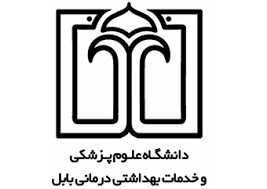 دانشگاه علوم پزشکی
و خدمات بهداشتی درمانی بابل